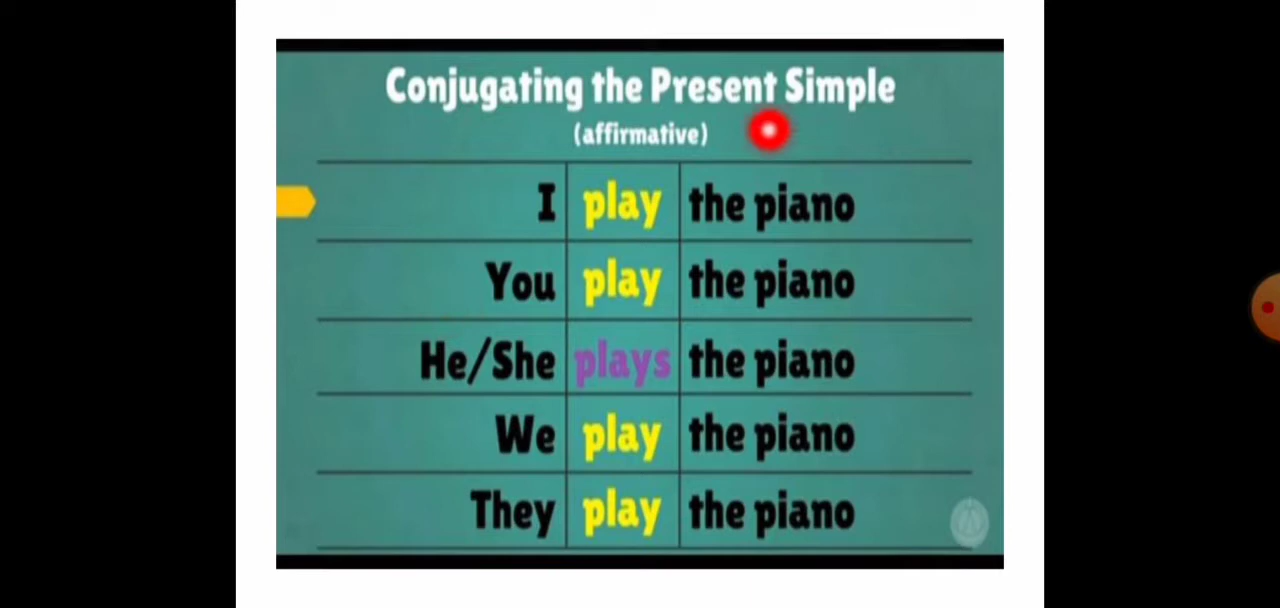 Conjugating the Present Simple
(affirmative)
I play the piano
You play the piano
He/She plays the piano
We play the piano
They play the piano